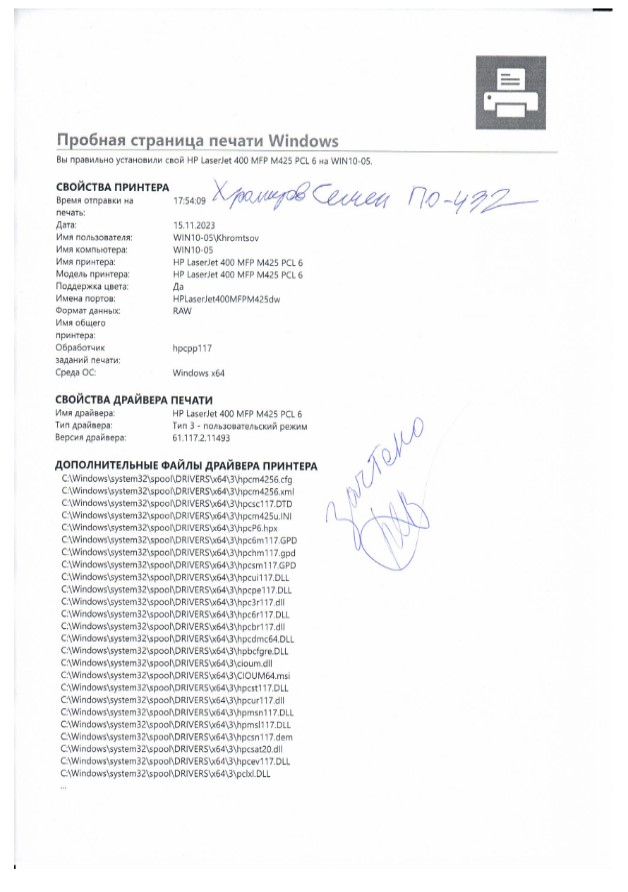 Пробная страница печати Windows
Вы правильно установили свой HP LaserJet 400 MFP M425 PCL 6 на WIN10-05.
СВОЙСТВА ПРИНТЕРА
Время отправки на печать: 17:54:09
Храмцов Семен ПО-432
Дата: 15.11.2023
Имя пользователя: WIN10-05\Khromtsov
Имя компьютера: WIN10-05
Имя принтера: HP LaserJet 400 MFP M425 PCL 6
Модель принтера: HP LaserJet 400 MFP M425 PCL 6
Поддержка цвета: Да
Имена портов: HPLaserJet400MFPM425dw
Формат данных: RAW
Имя общего
принтера:
Обработчик hpcpp117
заданий печати:
Среда ОС: Windows x64
СВОЙСТВА ДРАЙВЕРА ПЕЧАТИ
Имя драйвера: HP LaserJet 400 MFP M425 PCL 6
Тип драйвера: Тип 3 - пользовательский режим
Версия драйвера: 61.117.2.11493
зачтено
ДОПОЛНИТЕЛЬНЫЕ ФАЙЛЫ ДРАЙВЕРА ПРИНТЕРА
C:\Windows\system32\spool\DRIVERS\x64\3\hpcm4256.cfg
C:\Windows\system32\spool\DRIVERS\x64\3\hpcm4256.xml
C:\Windows\system32\spool\DRIVERS\x64\3\hpcsc117.DTD
C:\Windows\system32\spool\DRIVERS\x64\3\hpcm425u.INI
C:\Windows\system32\spool\DRIVERS\x64\3\hpcP6.hpx
C:\Windows\system32\spool\DRIVERS\x64\3\hpc6m117.GPD
C:\Windows\system32\spool\DRIVERS\x64\3\hpchm117.gpd
C:\Windows\system32\spool\DRIVERS\x64\3\hpcsm117.GPD
C:\Windows\system32\spool\DRIVERS\x64\3\hpcui117.DLL
C:\Windows\system32\spool\DRIVERS\x64\3\hpcpe117.DLL
C:\Windows\system32\spool\DRIVERS\x64\3\hpc3r117.dll
C:\Windows\system32\spool\DRIVERS\x64\3\hpc6r117.dll
C:\Windows\system32\spool\DRIVERS\x64\3\hpcbr117.dll
C:\Windows\system32\spool\DRIVERS\x64\3\hpcdmc64.DLL
C:\Windows\system32\spool\DRIVERS\x64\3\hpbcfgre.DLL
C:\Windows\system32\spool\DRIVERS\x64\3\cioum.dll
C:\Windows\system32\spool\DRIVERS\x64\3\CIOUM64.msi
C:\Windows\system32\spool\DRIVERS\x64\3\hpcst117.DLL
C:\Windows\system32\spool\DRIVERS\x64\3\hpcur117.dll
C:\Windows\system32\spool\DRIVERS\x64\3\hpmsn117.DLL
C:\Windows\system32\spool\DRIVERS\x64\3\hpmsl117.DLL
C:\Windows\system32\spool\DRIVERS\x64\3\hpcsn117.dem
C:\Windows\system32\spool\DRIVERS\x64\3\hpcsat20.dll
C:\Windows\system32\spool\DRIVERS\x64\3\hpcev117.DLL
C:\Windows\system32\spool\DRIVERS\x64\3\pclxl.DLL
...